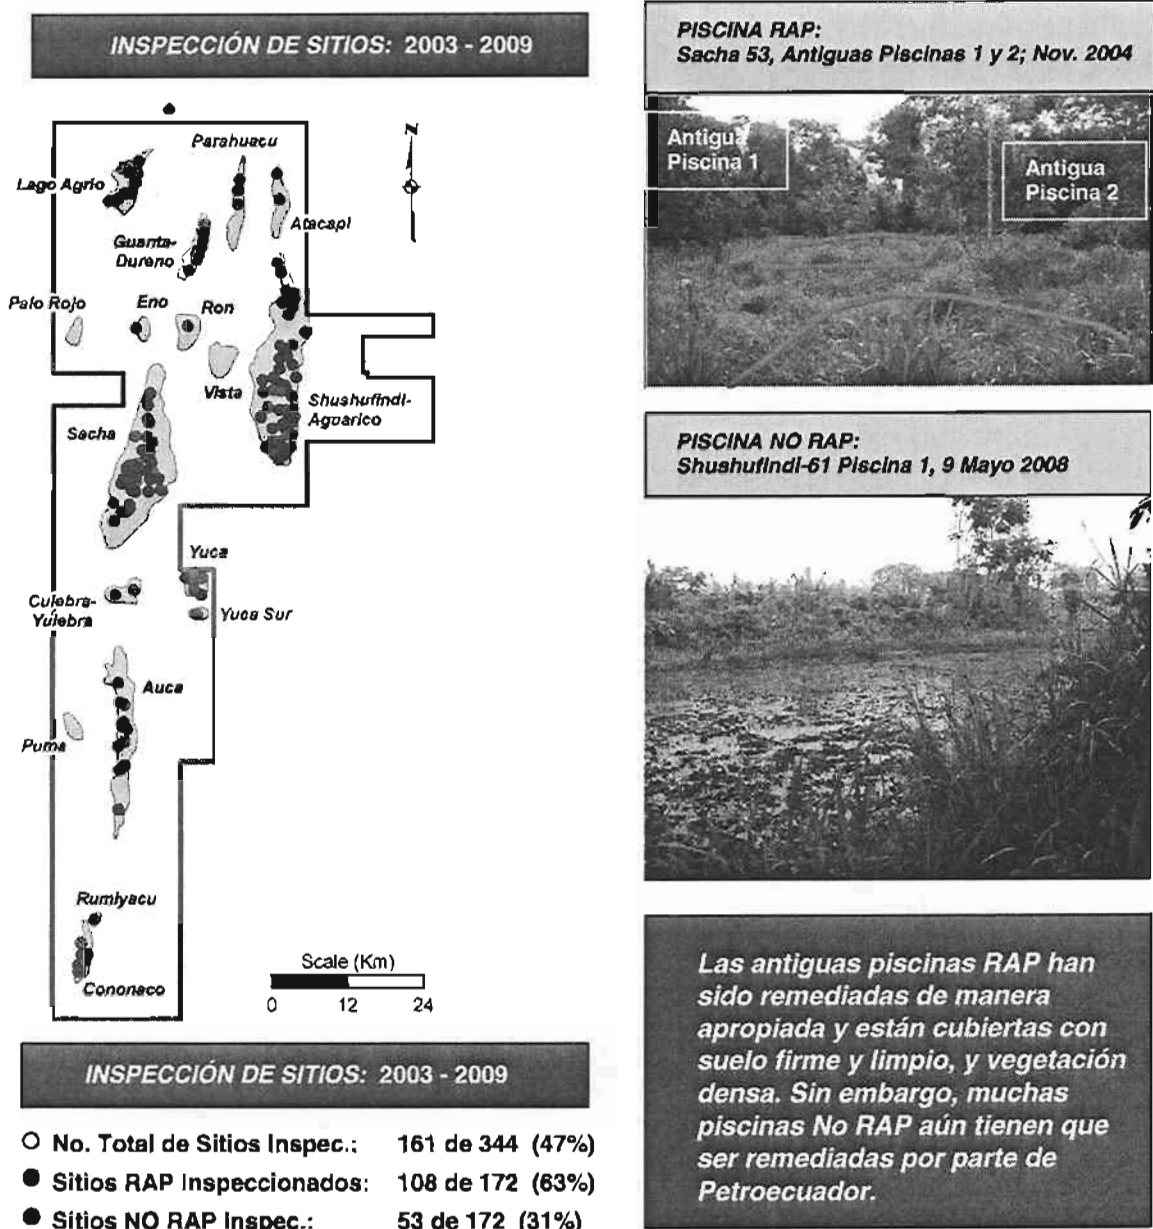 INSPECCIÓN DE SITIOS: 2003 - 2009
Parahuacu
Lago Agrio
Atacapi
Guanta-
Dureno
Palo Rojo
Eno
Ron
Vista
Shushufindi-
Aguarico
Sacha
Yuca
Culebra-
Yulebra
Yuca Sur
Auca
Puma
Rumiyacu
Cononaco
N
Scale (Km)
0 12 24
INSPECCIÓN DE SITIOS: 2003 - 2009
No. Total de Sitios Inspec.: 161 de 344 (47%)
Sitios RAP Inspeccionados: 108 de 172 (63%)
Sitios NO RAP Inspec.: 53 de 172 (31%)
PISCINA RAP:
Sacha 53, Antiguas Piscinas 1 y 2; Nov. 2004
Antigua
Piscina 1
Antigua
Piscina 2
PISCINA NO RAP:
Shushufindi-61 Piscina 1, 9 Mayo 2008
Las antiguas piscinas RAP han
sido remediadas de manera
apropiada y están cubiertas con
suelo firme y limpio, y vegetación
densa. Sin embargo, muchas
piscinas No RAP aún tienen que
ser remediadas por parte de
Petroecuador.